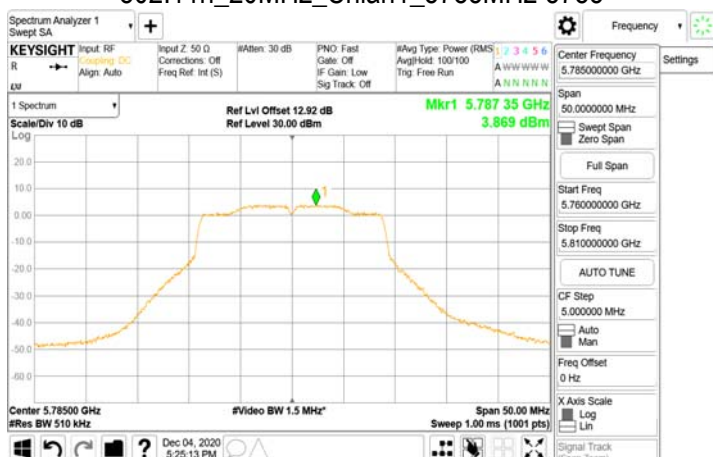 Spectrum Analyzer 1
Swept SA
Frequency
KEYSIGHT
R
Input: RF
Coupling: DC
Align: Auto
Input Z: 50 Ω
Corrections: Off
Freq Ref: Int (S)
#Atten: 30 dB
PNO: Fast
Gate: Off
IF Gain: Low
Sig Track: Off
#Avg Type: Power (RMS
Avg|Hold: 100/100
Trig: Free Run
1 2 3 4 5 6
A W W W W W
A N N N N N
Center Frequency
5.785000000 GHz
Settings
Span
50.0000000 MHz
Swept Span
Zero Span
Full Span
Start Freq
5.760000000 GHz
Stop Freq
5.810000000 GHz
AUTO TUNE
CF Step
5.000000 MHz
Auto
Man
Freq Offset
0 Hz
X Axis Scale
Log
Lin
Signal Track
1 Spectrum
Scale/Div 10 dB
Log
Ref Lvl Offset 12.92 dB
Ref Level 30.00 dBm
Mkr1 5.787 35 GHz
3.869 dBm
1
20.0
10.0
0.00
-10.0
-20.0
-30.0
-40.0
-50.0
-60.0
Center 5.78500 GHz
#Res BW 510 kHz
#Video BW 1.5 MHz*
Span 50.00 MHz
Sweep 1.00 ms (1001 pts)
?
Dec 04, 2020
5:25:13 PM